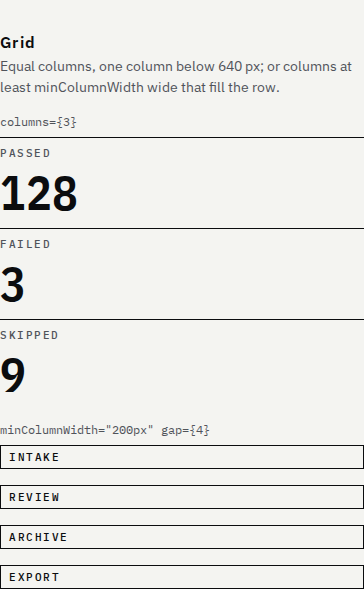 Grid
Equal columns, one column below 640 px; or columns at
least minColumnWidth wide that fill the row.
columns={3}
PASSED
128
FAILED
3
SKIPPED
9
minColumnWidth="200px" gap={4}
INTAKE
REVIEW
ARCHIVE
EXPORT